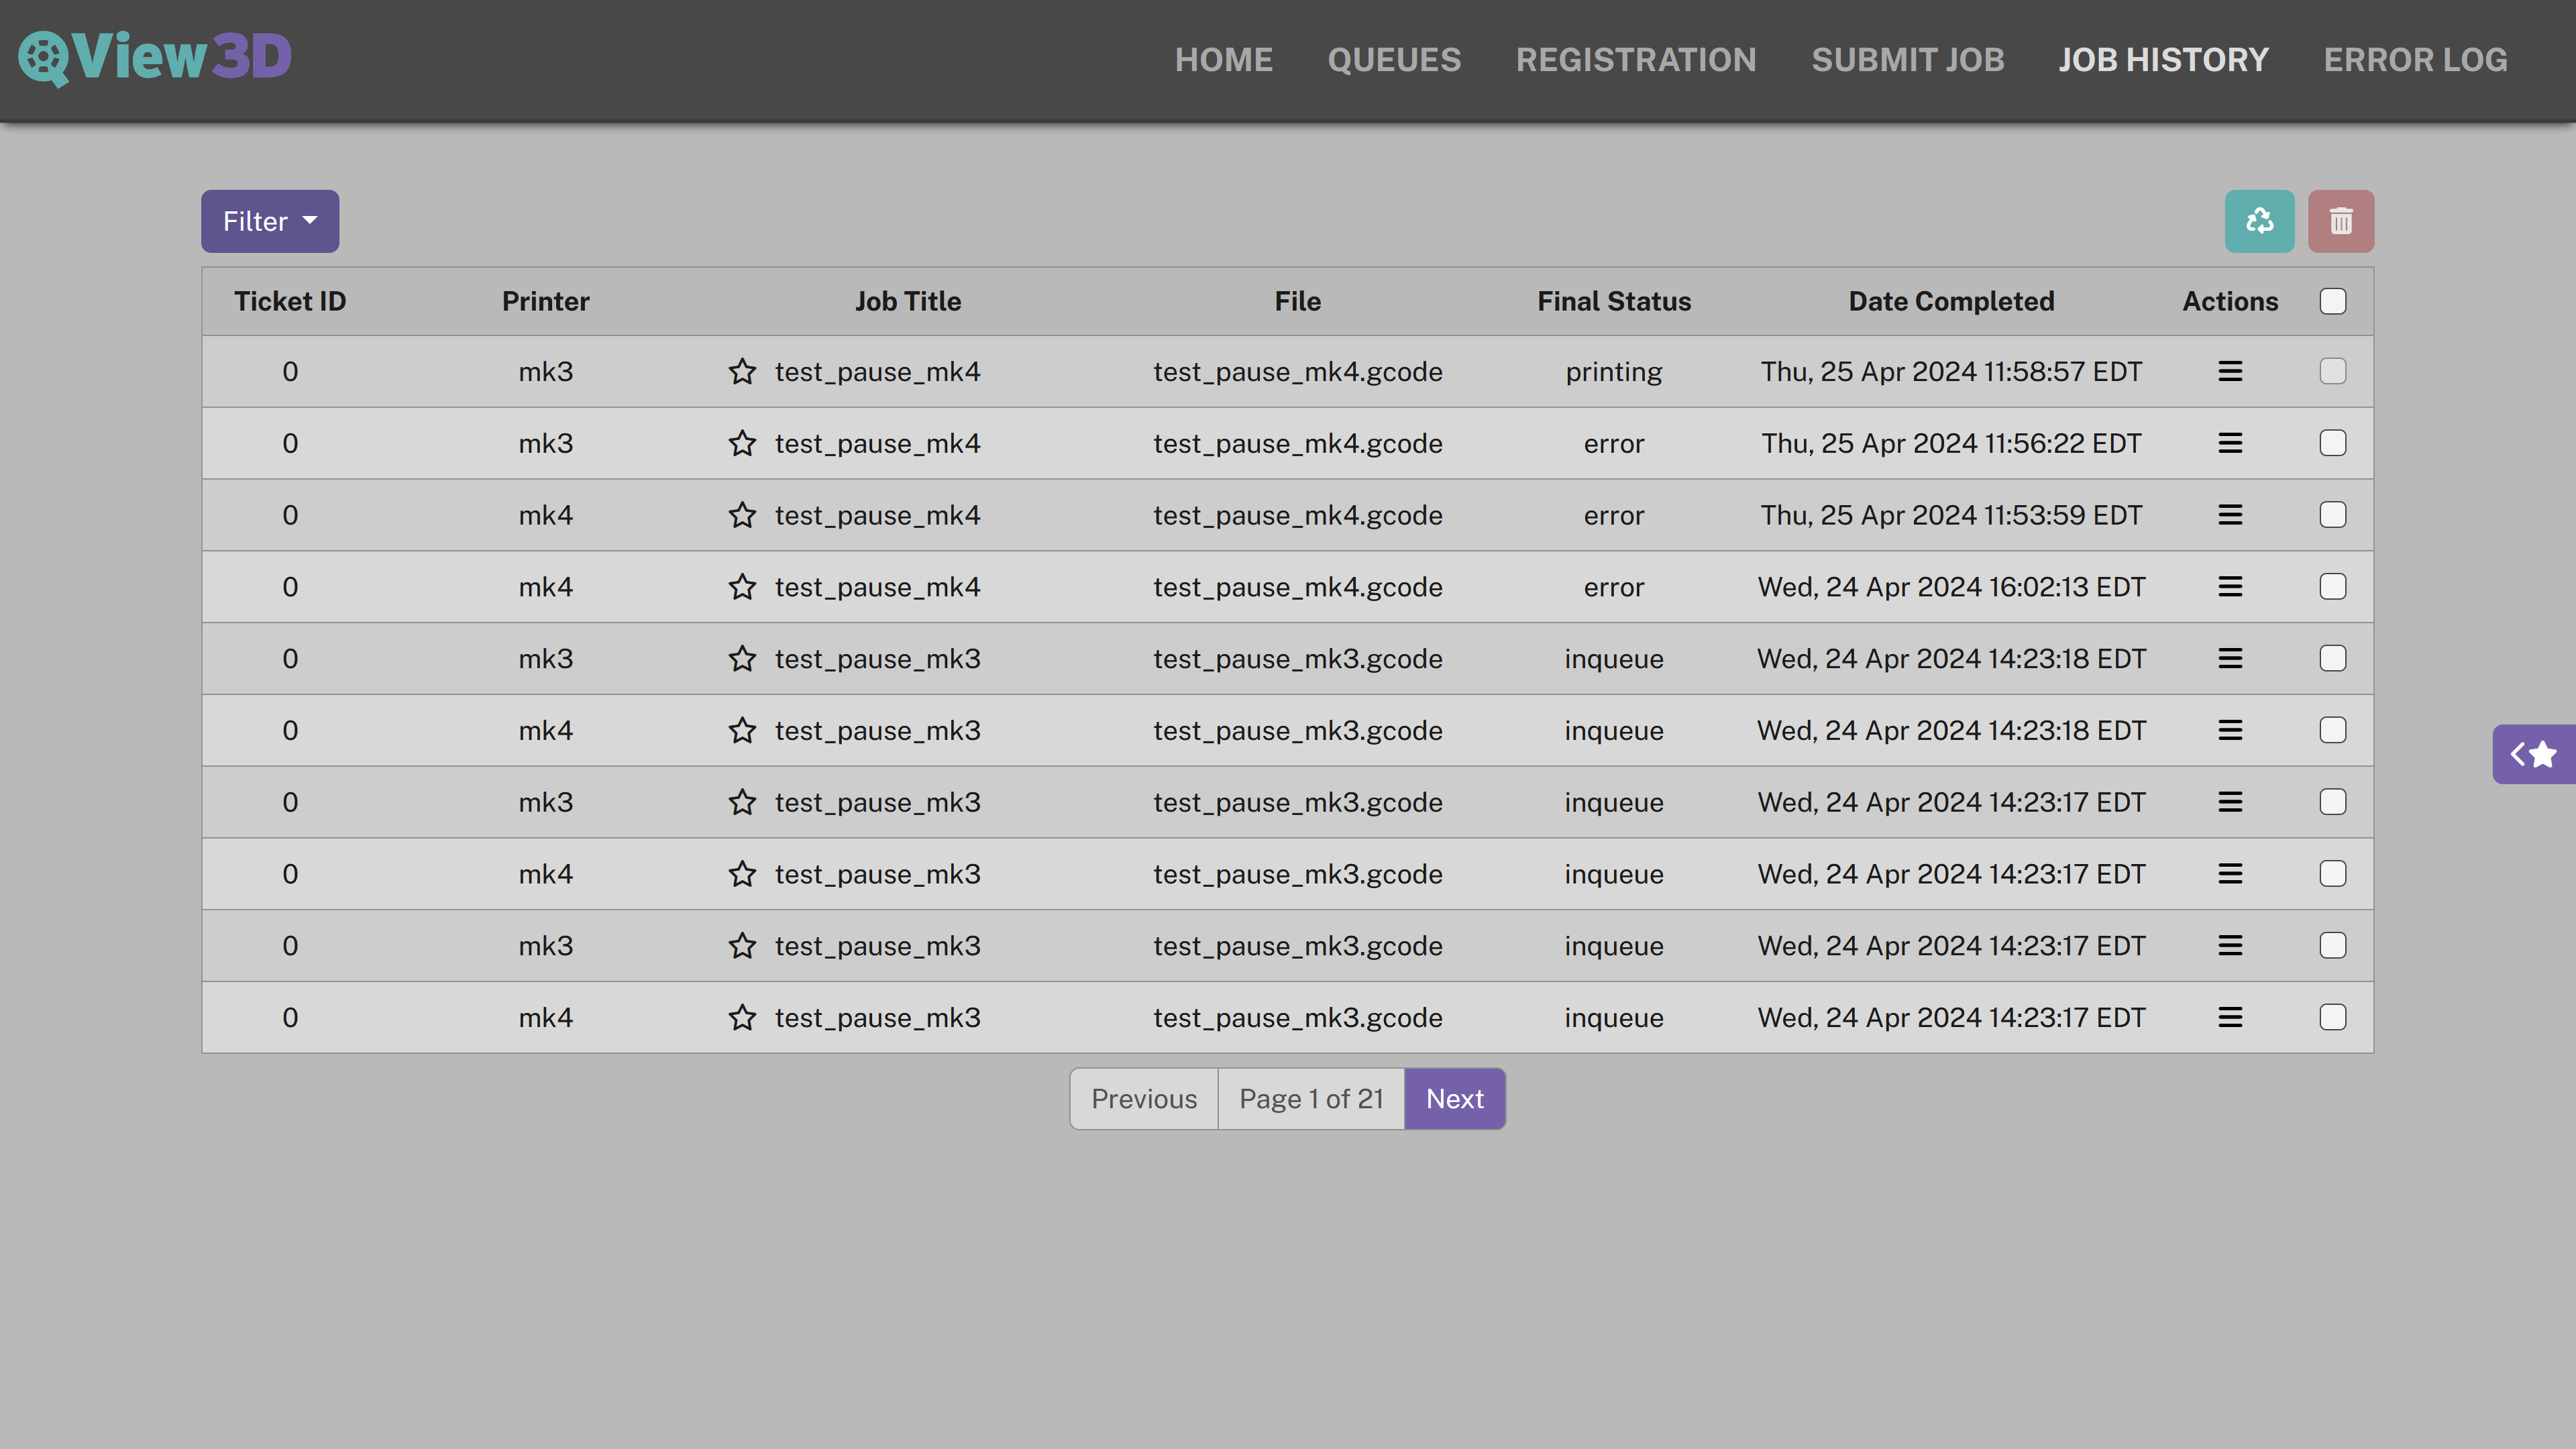 QView3D
HOME QUEUES REGISTRATION SUBMIT JOB JOB HISTORY ERROR LOG
Filter
Ticket ID Printer Job Title File Final Status Date Completed Actions
0 mk3 test_pause_mk4 test_pause_mk4.gcode printing Thu, 25 Apr 2024 11:58:57 EDT
0 mk3 test_pause_mk4 test_pause_mk4.gcode error Thu, 25 Apr 2024 11:56:22 EDT
0 mk4 test_pause_mk4 test_pause_mk4.gcode error Thu, 25 Apr 2024 11:53:59 EDT
0 mk4 test_pause_mk4 test_pause_mk4.gcode error Wed, 24 Apr 2024 16:02:13 EDT
0 mk3 test_pause_mk3 test_pause_mk3.gcode inqueue Wed, 24 Apr 2024 14:23:18 EDT
0 mk4 test_pause_mk3 test_pause_mk3.gcode inqueue Wed, 24 Apr 2024 14:23:18 EDT
0 mk3 test_pause_mk3 test_pause_mk3.gcode inqueue Wed, 24 Apr 2024 14:23:17 EDT
0 mk4 test_pause_mk3 test_pause_mk3.gcode inqueue Wed, 24 Apr 2024 14:23:17 EDT
0 mk3 test_pause_mk3 test_pause_mk3.gcode inqueue Wed, 24 Apr 2024 14:23:17 EDT
0 mk4 test_pause_mk3 test_pause_mk3.gcode inqueue Wed, 24 Apr 2024 14:23:17 EDT
Previous Page 1 of 21 Next